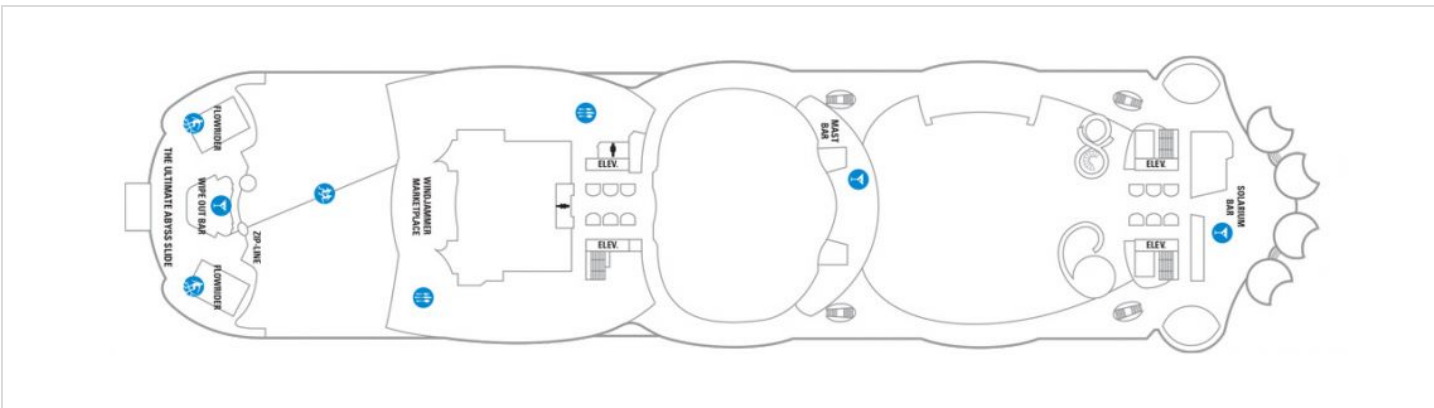 FLOWRIDER
THE ULTIMATE ABYSS SLIDE
WIPE OUT BAR
ZIP-LINE
FLOWRIDER
WINDJAMMER
MARKETPLACE
ELEV.
ELEV.
MAST
BAR
ELEV.
ELEV.
SOLARIUM
BAR